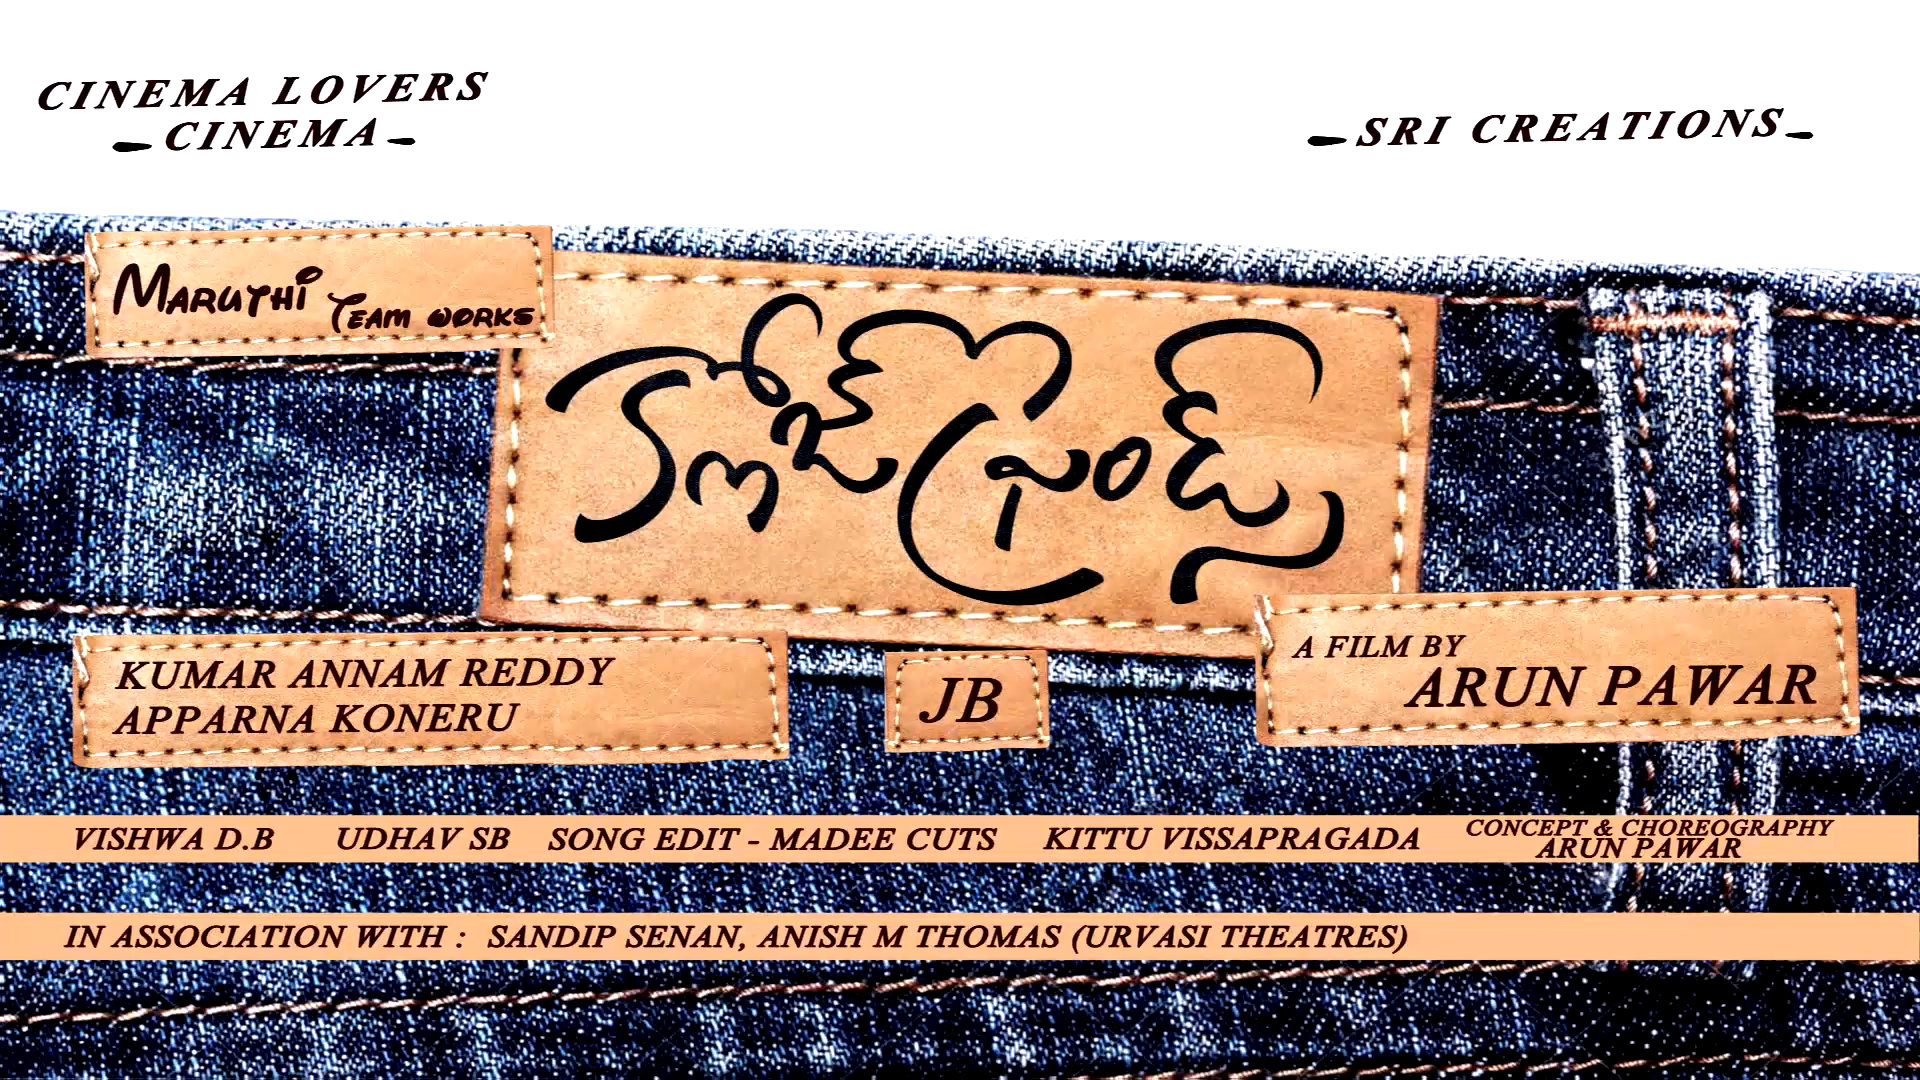 CINEMA LOVERS
CINEMA
SRI CREATIONS
MARUTHI TEAM WORKS
క్లోజ్ ఫ్రెండ్స్
KUMAR ANNAM REDDY
APPARNA KONERU
JB
A FILM BY
ARUN PAWAR
VISHWA D.B UDHAV SB SONG EDIT - MADEE CUTS KITTU VISSAPRAGADA
CONCEPT & CHOREOGRAPHY
ARUN PAWAR
IN ASSOCIATION WITH : SANDIP SENAN, ANISH M THOMAS (URVASI THEATRES)